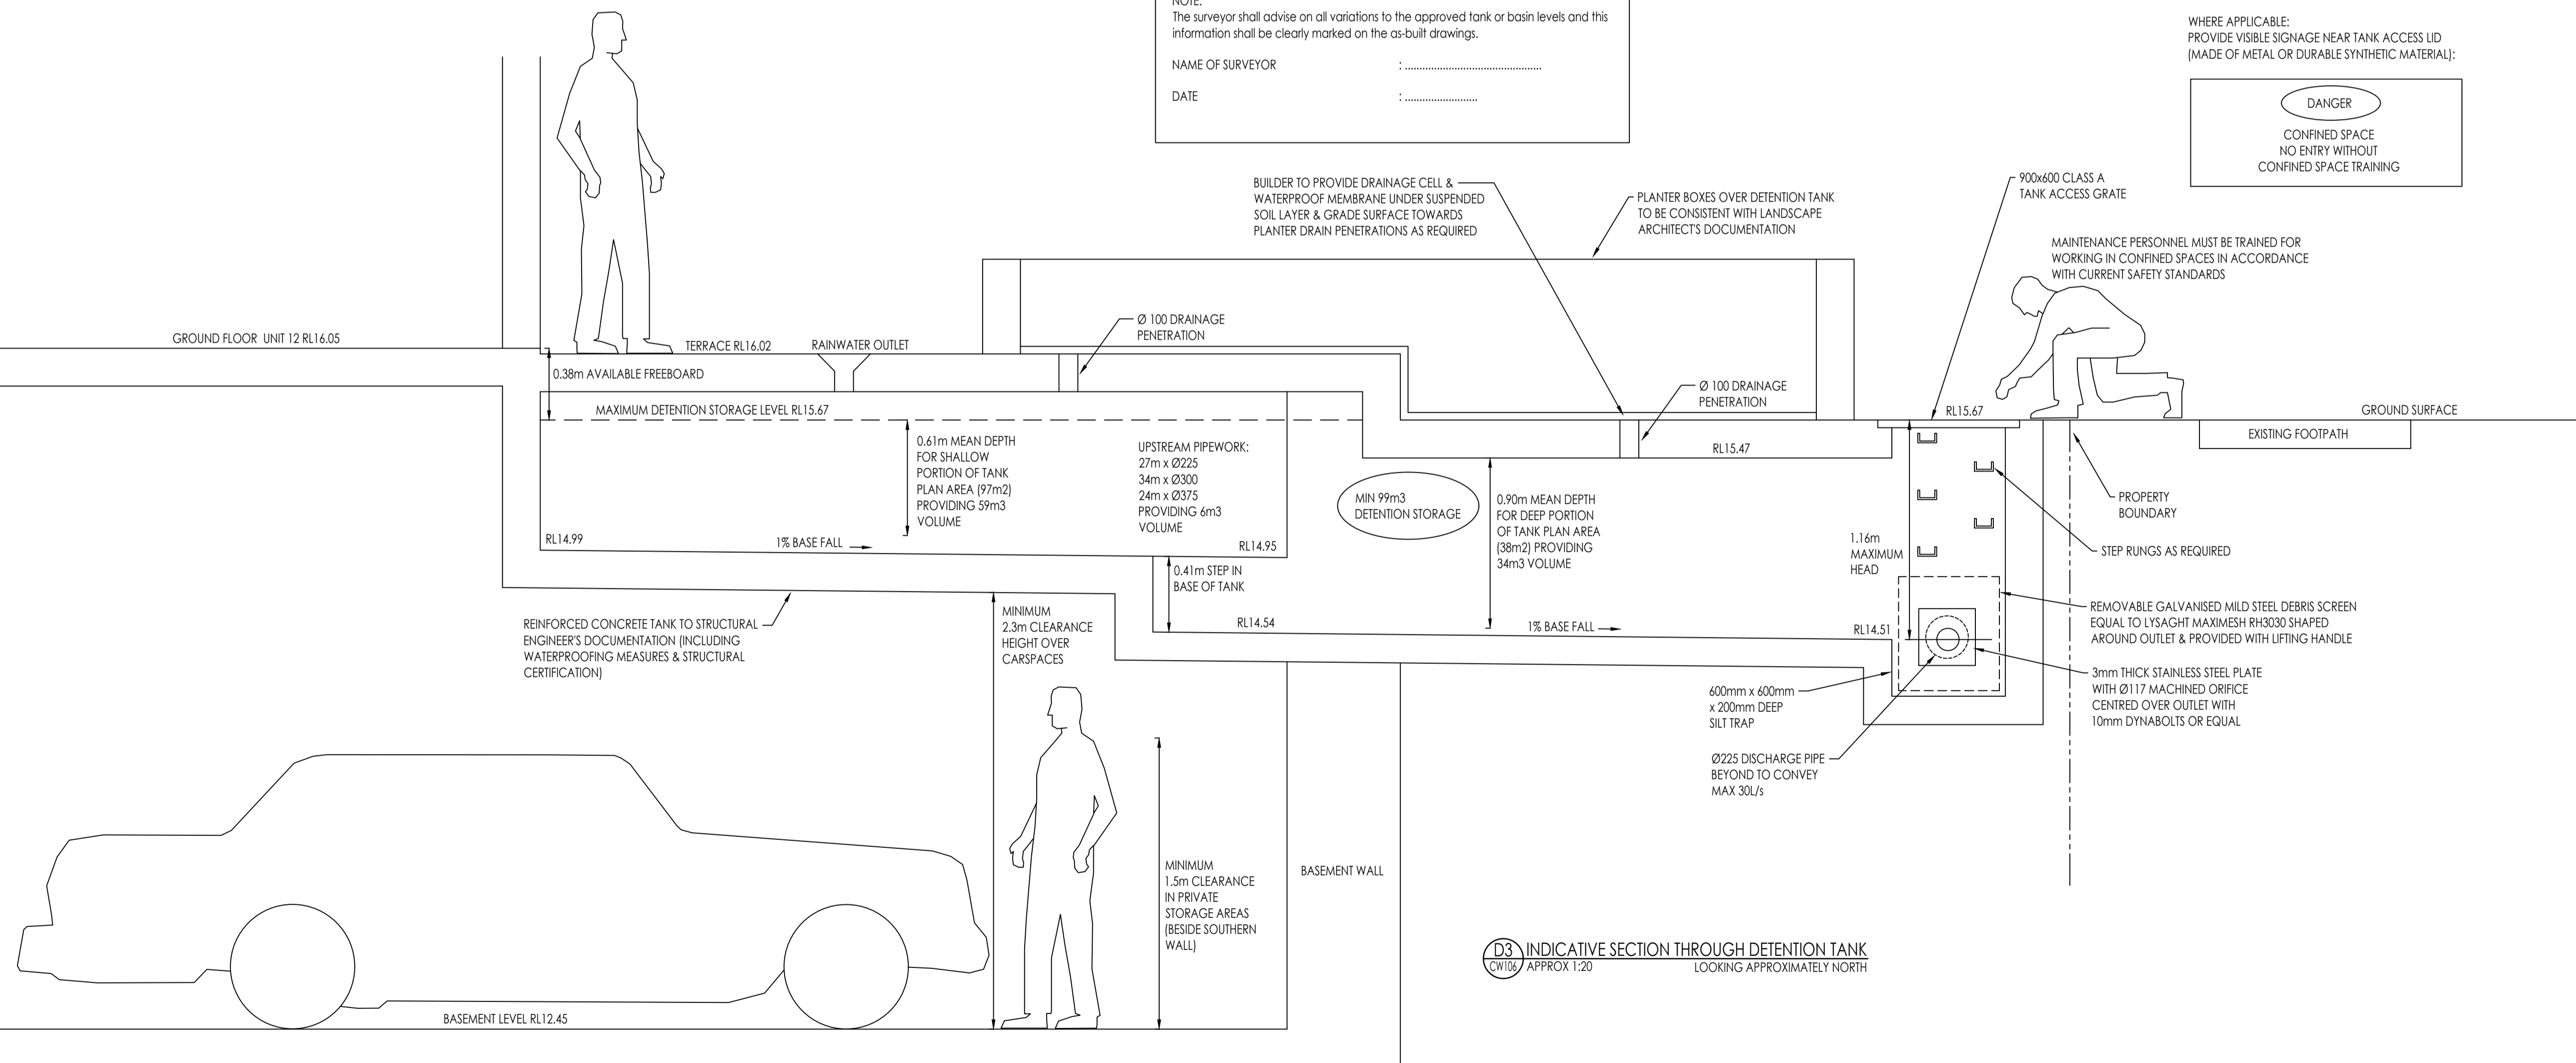 NOTE:
The surveyor shall advise on all variations to the approved tank or basin levels and this
information shall be clearly marked on the as-built drawings.
NAME OF SURVEYOR : ...............................................
DATE : .........................
WHERE APPLICABLE:
PROVIDE VISIBLE SIGNAGE NEAR TANK ACCESS LID
(MADE OF METAL OR DURABLE SYNTHETIC MATERIAL):
DANGER
CONFINED SPACE
NO ENTRY WITHOUT
CONFINED SPACE TRAINING
BUILDER TO PROVIDE DRAINAGE CELL &
WATERPROOF MEMBRANE UNDER SUSPENDED
SOIL LAYER & GRADE SURFACE TOWARDS
PLANTER DRAIN PENETRATIONS AS REQUIRED
PLANTER BOXES OVER DETENTION TANK
TO BE CONSISTENT WITH LANDSCAPE
ARCHITECT'S DOCUMENTATION
900x600 CLASS A
TANK ACCESS GRATE
MAINTENANCE PERSONNEL MUST BE TRAINED FOR
WORKING IN CONFINED SPACES IN ACCORDANCE
WITH CURRENT SAFETY STANDARDS
GROUND FLOOR UNIT 12 RL16.05
TERRACE RL16.02
RAINWATER OUTLET
Ø 100 DRAINAGE
PENETRATION
0.38m AVAILABLE FREEBOARD
Ø 100 DRAINAGE
PENETRATION
MAXIMUM DETENTION STORAGE LEVEL RL15.67
RL15.67
GROUND SURFACE
EXISTING FOOTPATH
0.61m MEAN DEPTH
FOR SHALLOW
PORTION OF TANK
PLAN AREA (97m2)
PROVIDING 59m3
VOLUME
UPSTREAM PIPEWORK:
27m x Ø225
34m x Ø300
24m x Ø375
PROVIDING 6m3
VOLUME
RL15.47
MIN 99m3
DETENTION STORAGE
0.90m MEAN DEPTH
FOR DEEP PORTION
OF TANK PLAN AREA
(38m2) PROVIDING
34m3 VOLUME
PROPERTY
BOUNDARY
RL14.99
1% BASE FALL
RL14.95
1.16m
MAXIMUM
HEAD
STEP RUNGS AS REQUIRED
0.41m STEP IN
BASE OF TANK
REINFORCED CONCRETE TANK TO STRUCTURAL
ENGINEER'S DOCUMENTATION (INCLUDING
WATERPROOFING MEASURES & STRUCTURAL
CERTIFICATION)
MINIMUM
2.3m CLEARANCE
HEIGHT OVER
CARSPACES
RL14.54
1% BASE FALL
RL14.51
REMOVABLE GALVANISED MILD STEEL DEBRIS SCREEN
EQUAL TO LYSAGHT MAXIMESH RH3030 SHAPED
AROUND OUTLET & PROVIDED WITH LIFTING HANDLE
3mm THICK STAINLESS STEEL PLATE
WITH Ø117 MACHINED ORIFICE
CENTRED OVER OUTLET WITH
10mm DYNABOLTS OR EQUAL
600mm x 600mm
x 200mm DEEP
SILT TRAP
Ø225 DISCHARGE PIPE
BEYOND TO CONVEY
MAX 30L/s
MINIMUM
1.5m CLEARANCE
IN PRIVATE
STORAGE AREAS
(BESIDE SOUTHERN
WALL)
BASEMENT WALL
BASEMENT LEVEL RL12.45
D3
CW106
INDICATIVE SECTION THROUGH DETENTION TANK
APPROX 1:20 LOOKING APPROXIMATELY NORTH